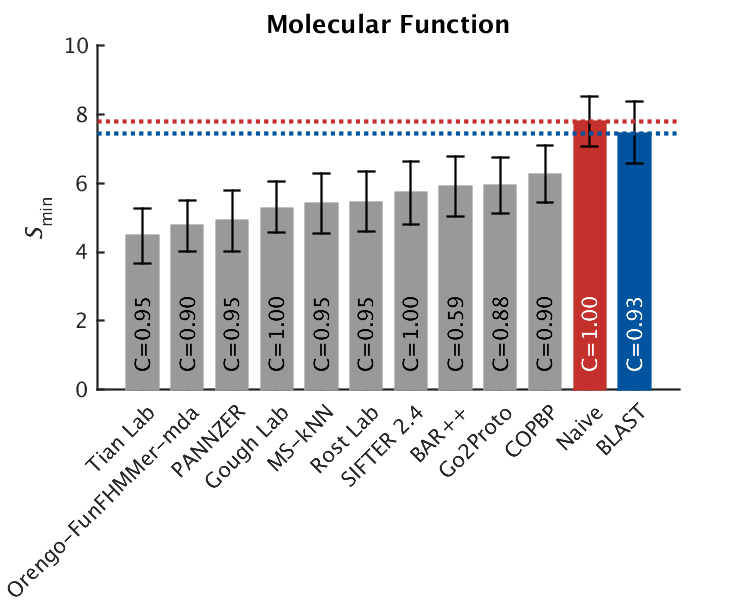 Molecular Function
10
8
6
4
2
0
Smin
C=0.95
C=0.90
C=0.95
C=1.00
C=0.95
C=0.95
C=1.00
C=0.59
C=0.88
C=0.90
C=1.00
C=0.93
Tian Lab
Orengo-FunFHMMer-mda
PANNZER
Gough Lab
MS-kNN
Rost Lab
SIFTER 2.4
BAR++
Go2Proto
COPBP
Naive
BLAST